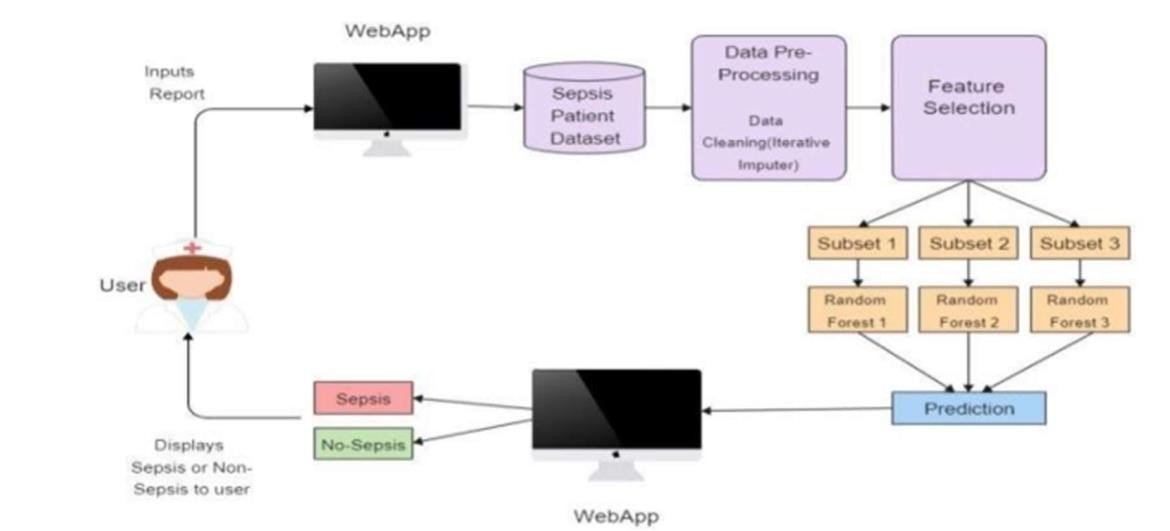 WebApp
Inputs
Report
Sepsis
Patient
Dataset
Data Pre-
Processing
Data
Cleaning(Iterative
Imputer)
Feature
Selection
Subset 1
Subset 2
Subset 3
Random
Forest 1
Random
Forest 2
Random
Forest 3
User
Prediction
Sepsis
No-Sepsis
Displays
Sepsis or Non-
Sepsis to user
WebApp